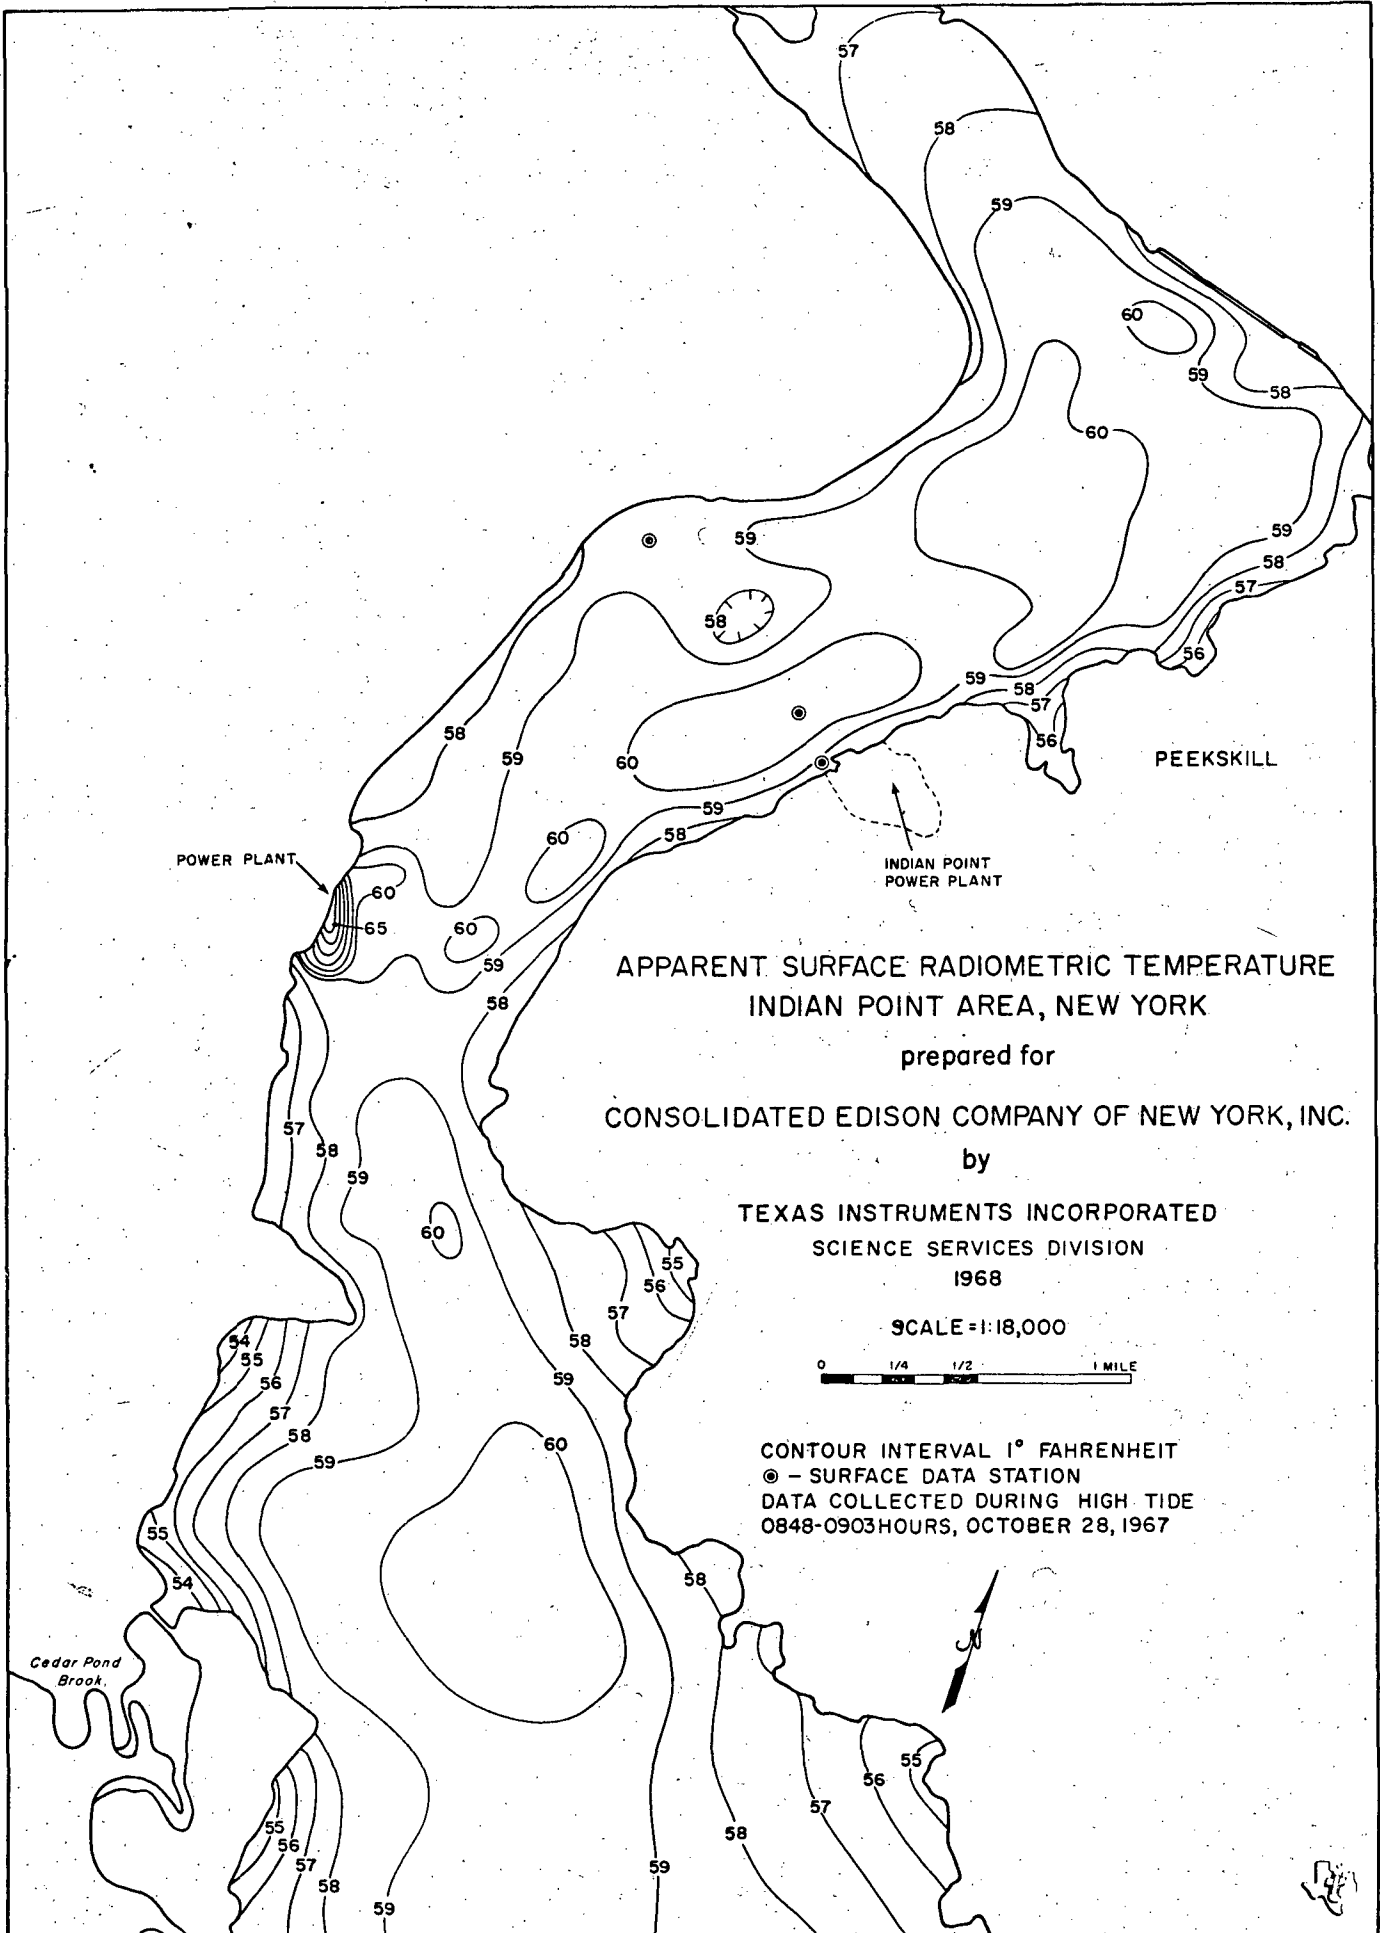 57
58
59
60
59
58
60
59
59
58
57
58
56
59
58
57
56
58
59
60
PEEKSKILL
59
58
60
INDIAN POINT
POWER PLANT
POWER PLANT
60
65
60
59
58
APPARENT SURFACE RADIOMETRIC TEMPERATURE
INDIAN POINT AREA, NEW YORK
prepared for
CONSOLIDATED EDISON COMPANY OF NEW YORK, INC.
by
TEXAS INSTRUMENTS INCORPORATED
SCIENCE SERVICES DIVISION
1968
SCALE=1:18,000
0 1/4 1/2 1 MILE
57
58
59
60
55
56
57
58
59
54
55
56
57
58
59
60
CONTOUR INTERVAL 1° FAHRENHEIT
– SURFACE DATA STATION
DATA COLLECTED DURING HIGH TIDE
0848-0903 HOURS, OCTOBER 28, 1967
55
54
58
N
Cedar Pond
Brook
55
56
57
58
59
59
58
57
56
55